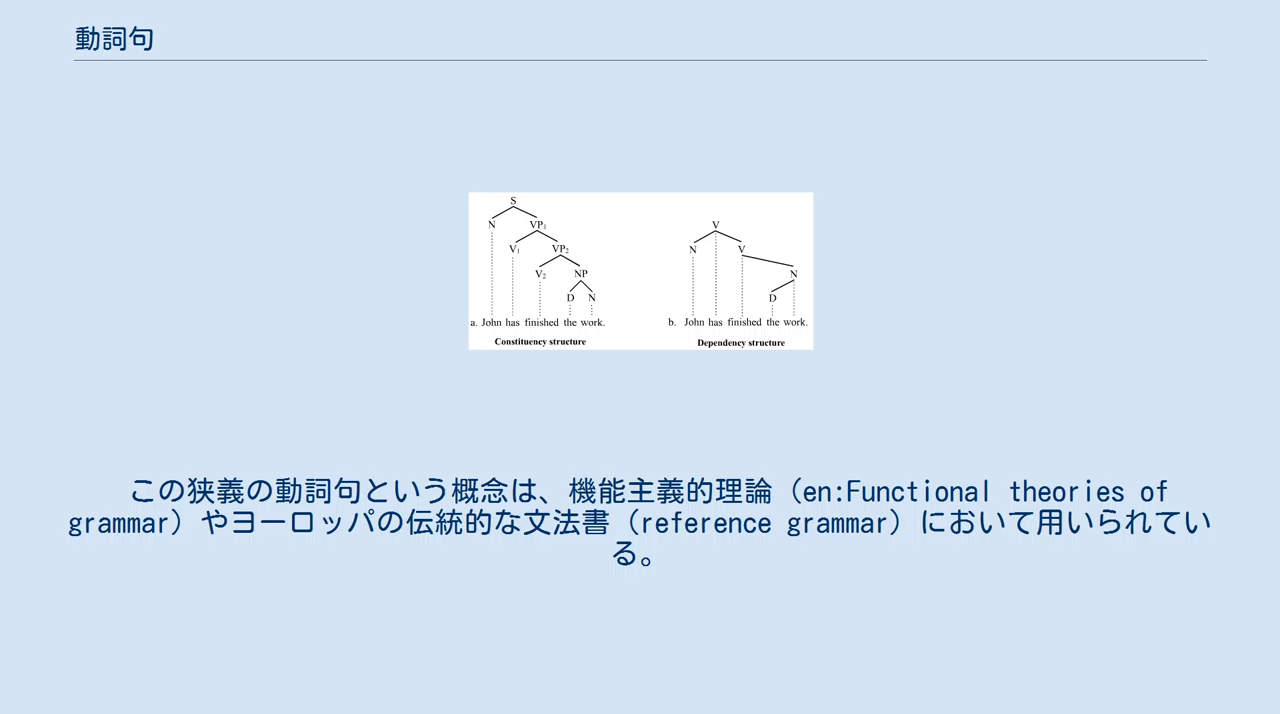 動詞句
S
N VP₁ V
V₁ VP₂ N V
V₂ NP N
D N D
a. John has finished the work. b. John has finished the work.
Constituency structure Dependency structure
この狭義の動詞句という概念は、機能主義的理論（en:Functional theories of
grammar）やヨーロッパの伝統的な文法書（reference grammar）において用いられてい
る。